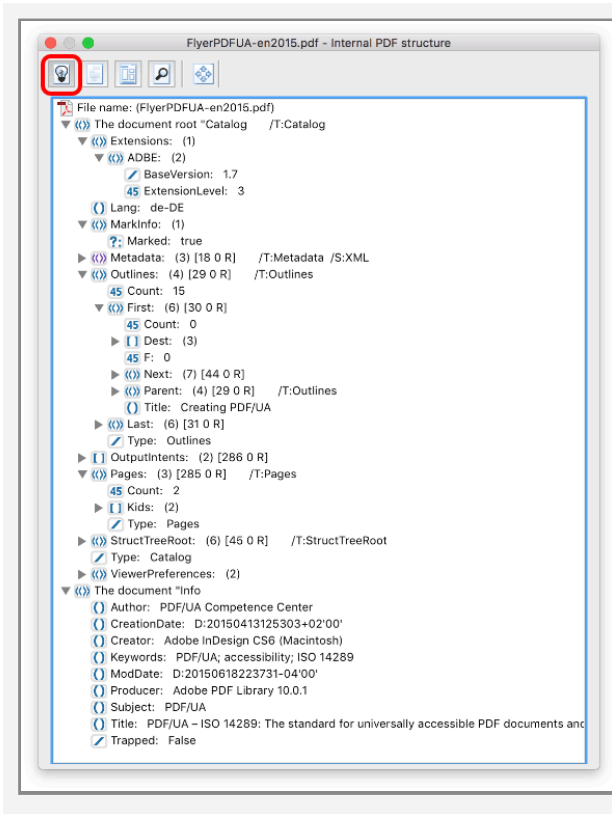 FlyerPDFUA-en2015.pdf - Internal PDF structure
File name: (FlyerPDFUA-en2015.pdf)
The document root "Catalog /T:Catalog
Extensions: (1)
ADBE: (2)
BaseVersion: 1.7
45 ExtensionLevel: 3
() Lang: de-DE
MarkInfo: (1)
?: Marked: true
Metadata: (3) [18 0 R] /T:Metadata /S:XML
Outlines: (4) [29 0 R] /T:Outlines
45 Count: 15
First: (6) [30 0 R]
45 Count: 0
[ ] Dest: (3)
45 F: 0
Next: (7) [44 0 R]
Parent: (4) [29 0 R] /T:Outlines
() Title: Creating PDF/UA
Last: (6) [31 0 R]
Type: Outlines
[ ] OutputIntents: (2) [286 0 R]
Pages: (3) [285 0 R] /T:Pages
45 Count: 2
[ ] Kids: (2)
Type: Pages
StructTreeRoot: (6) [45 0 R] /T:StructTreeRoot
Type: Catalog
ViewerPreferences: (2)
The document "Info
() Author: PDF/UA Competence Center
() CreationDate: D:20150413125303+02'00'
() Creator: Adobe InDesign CS6 (Macintosh)
() Keywords: PDF/UA; accessibility; ISO 14289
() ModDate: D:20150618223731-04'00'
() Producer: Adobe PDF Library 10.0.1
() Subject: PDF/UA
() Title: PDF/UA – ISO 14289: The standard for universally accessible PDF documents and
Trapped: False